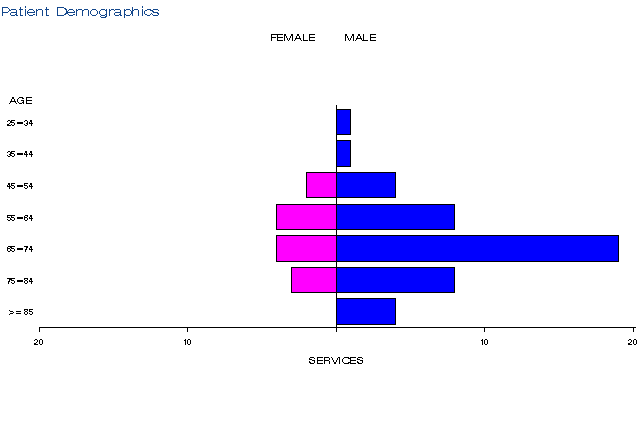 Patient Demographics
FEMALE MALE
AGE
25-34
35-44
45-54
55-64
65-74
75-84
>=85
20 10 10 20
SERVICES